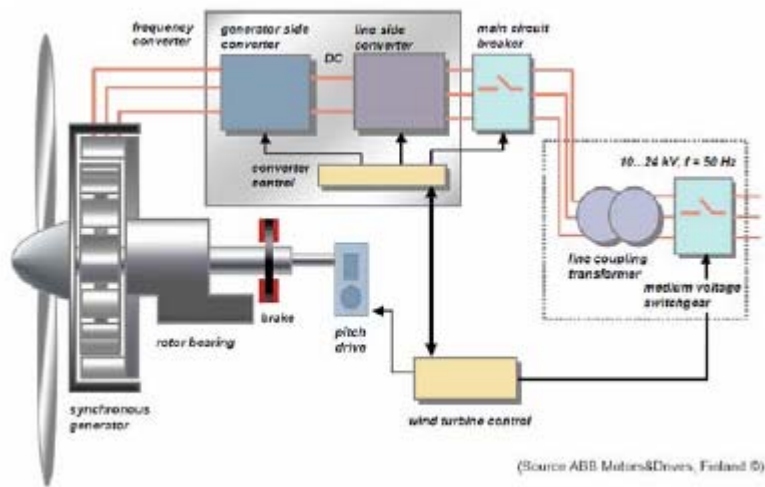 frequency
converter
generator side
converter
DC
line side
converter
main circuit
breaker
converter
control
10... 24 kV, f = 50 Hz
line coupling
transformer
medium voltage
switchgear
brake
rotor bearing
pitch
drive
synchronous
generator
wind turbine control
(Source ABB Motors&Drives, Finland ©)